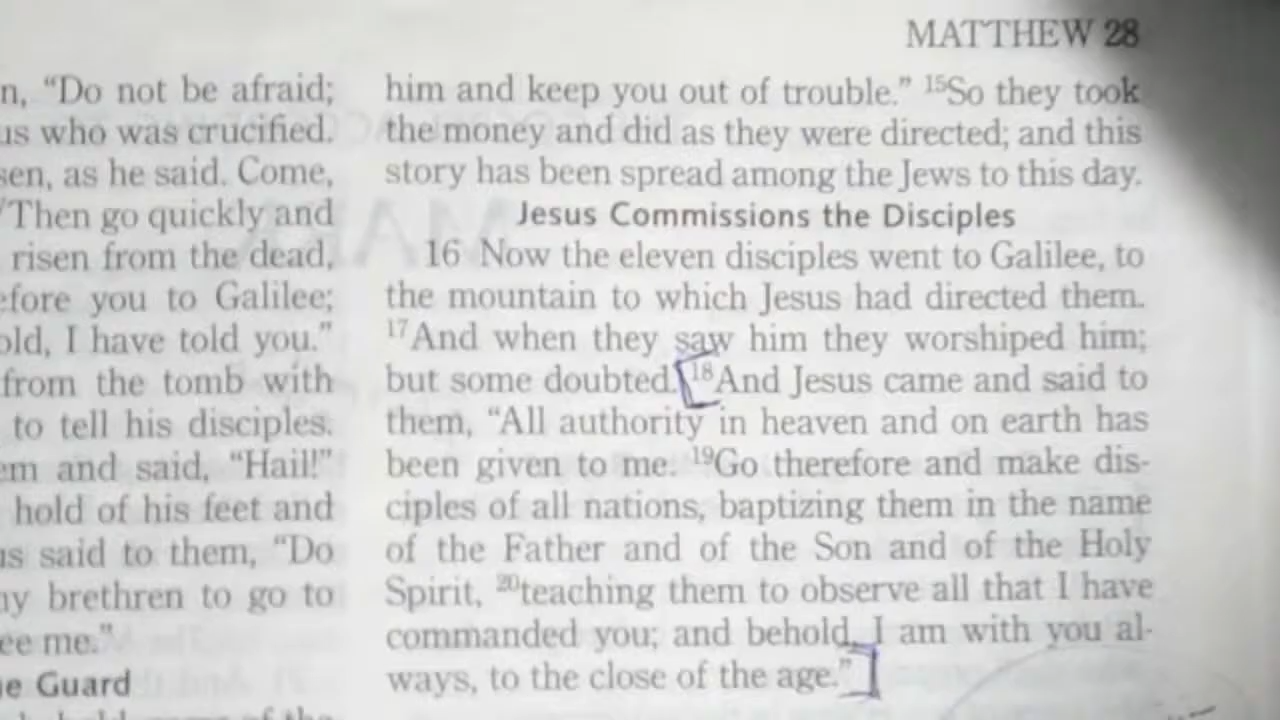 MATTHEW 28
n, “Do not be afraid;
us who was crucified.
sen, as he said. Come,
Then go quickly and
risen from the dead,
efore you to Galilee;
old, I have told you.”
from the tomb with
to tell his disciples.
em and said, “Hail!”
hold of his feet and
us said to them, “Do
ny brethren to go to
ee me.”
e Guard
him and keep you out of trouble.” ¹⁵So they took
the money and did as they were directed; and this
story has been spread among the Jews to this day.
Jesus Commissions the Disciples
16 Now the eleven disciples went to Galilee, to
the mountain to which Jesus had directed them.
¹⁷And when they saw him they worshiped him;
but some doubted. [¹⁸And Jesus came and said to
them, “All authority in heaven and on earth has
been given to me. ¹⁹Go therefore and make dis-
ciples of all nations, baptizing them in the name
of the Father and of the Son and of the Holy
Spirit, ²⁰teaching them to observe all that I have
commanded you; and behold, I am with you al-
ways, to the close of the age.”]